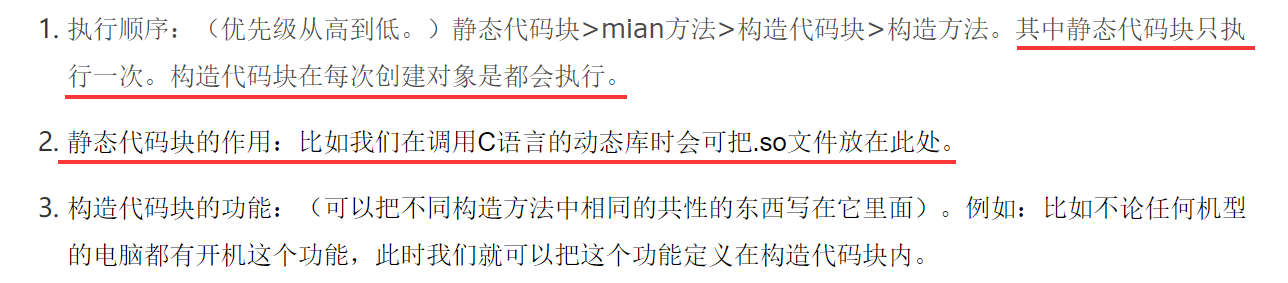 1. 执行顺序：（优先级从高到低。）静态代码块>mian方法>构造代码块>构造方法。其中静态代码块只执
行一次。构造代码块在每次创建对象是都会执行。
2. 静态代码块的作用：比如我们在调用C语言的动态库时会可把.so文件放在此处。
3. 构造代码块的功能：（可以把不同构造方法中相同的共性的东西写在它里面）。例如：比如不论任何机型
的电脑都有开机这个功能，此时我们就可以把这个功能定义在构造代码块内。